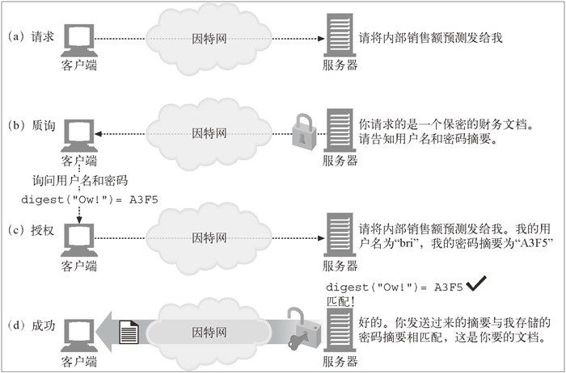 (a) 请求
因特网
请将内部销售额预测发给我
客户端
服务器
(b) 质询
因特网
你请求的是一个保密的财务文档。
请告知用户名和密码摘要。
客户端
服务器
询问用户名和密码
digest("Ow!")= A3F5
(c) 授权
因特网
请将内部销售额预测发给我。我的用
户名为“bri”，我的密码摘要为“A3F5”
客户端
服务器
digest("Ow!")= A3F5
匹配!
(d) 成功
因特网
好的。你发送过来的摘要与我存储的
密码摘要相匹配，这是你要的文档。
客户端
服务器